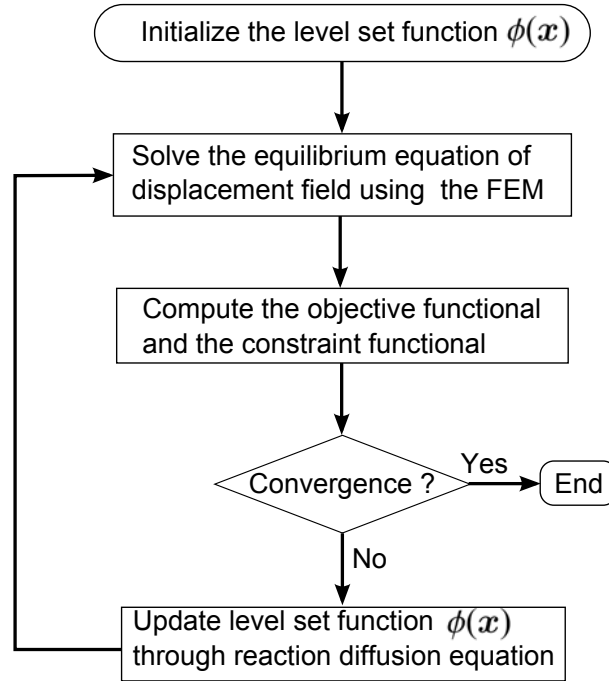 Initialize the level set function ϕ(x)
Solve the equilibrium equation of
displacement field using the FEM
Compute the objective functional
and the constraint functional
Convergence ?
Yes
End
No
Update level set function ϕ(x)
through reaction diffusion equation